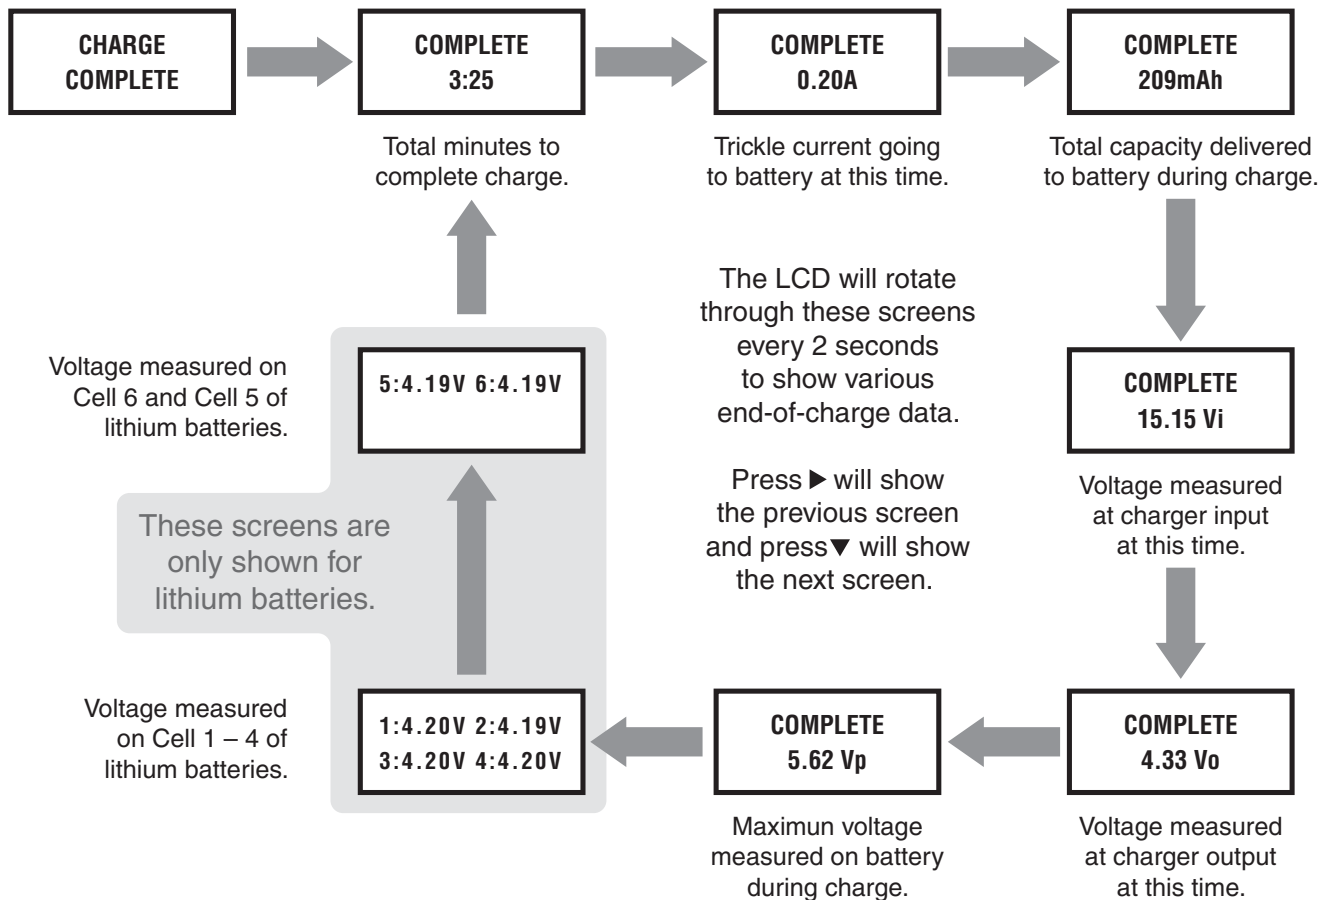 CHARGE
COMPLETE
COMPLETE
3:25
Total minutes to
complete charge.
COMPLETE
0.20A
Trickle current going
to battery at this time.
COMPLETE
209mAh
Total capacity delivered
to battery during charge.
The LCD will rotate
through these screens
every 2 seconds
to show various
end-of-charge data.
Press ▶ will show
the previous screen
and press ▼ will show
the next screen.
COMPLETE
15.15 Vi
Voltage measured
at charger input
at this time.
COMPLETE
4.33 Vo
Voltage measured
at charger output
at this time.
COMPLETE
5.62 Vp
Maximun voltage
measured on battery
during charge.
1:4.20V 2:4.19V
3:4.20V 4:4.20V
Voltage measured
on Cell 1 – 4 of
lithium batteries.
These screens are
only shown for
lithium batteries.
5:4.19V 6:4.19V
Voltage measured on
Cell 6 and Cell 5 of
lithium batteries.